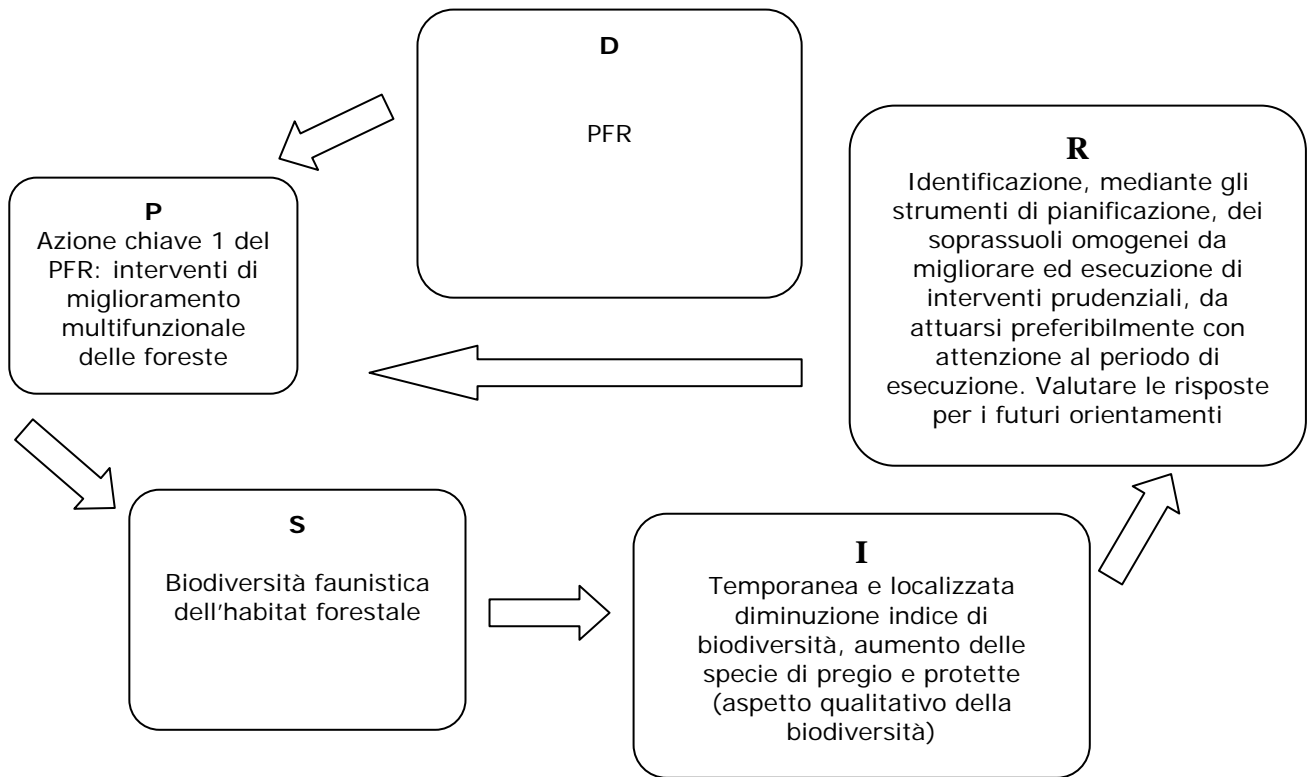 D
PFR
P
Azione chiave 1 del
PFR: interventi di
miglioramento
multifunzionale
delle foreste
S
Biodiversità faunistica
dell'habitat forestale
I
Temporanea e localizzata
diminuzione indice di
biodiversità, aumento delle
specie di pregio e protette
(aspetto qualitativo della
biodiversità)
R
Identificazione, mediante gli
strumenti di pianificazione, dei
soprassuoli omogenei da
migliorare ed esecuzione di
interventi prudenziali, da
attuarsi preferibilmente con
attenzione al periodo di
esecuzione. Valutare le risposte
per i futuri orientamenti